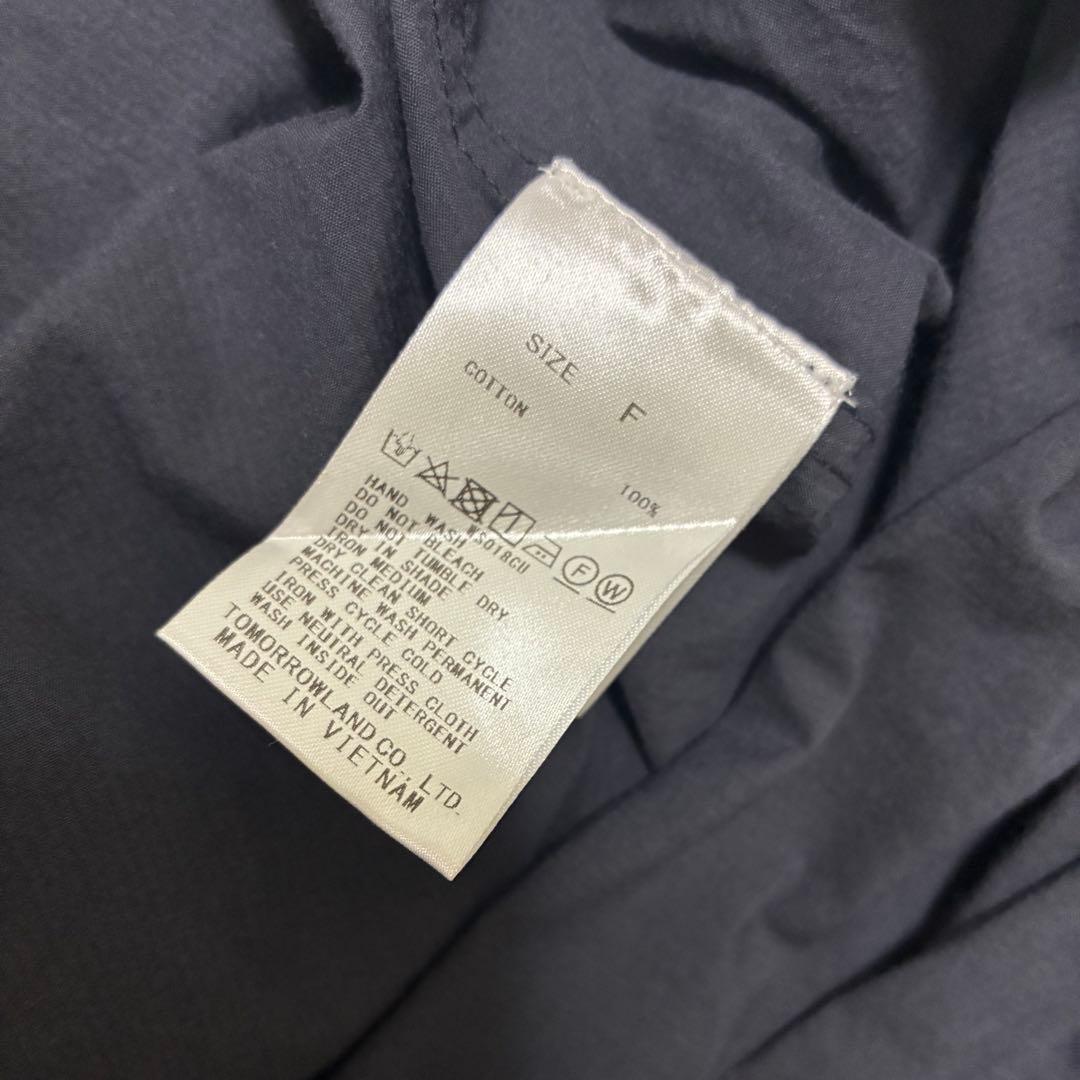 SIZE F
COTTON 100%
F W
WS018CU
HAND WASH
DO NOT BLEACH
DO NOT TUMBLE DRY
DRY IN SHADE
IRON MEDIUM
DRY CLEAN SHORT CYCLE
MACHINE WASH PERMANENT
PRESS CYCLE COLD
IRON WITH PRESS CLOTH
USE NEUTRAL DETERGENT
WASH INSIDE OUT
TOMORROWLAND CO., LTD.
MADE IN VIETNAM